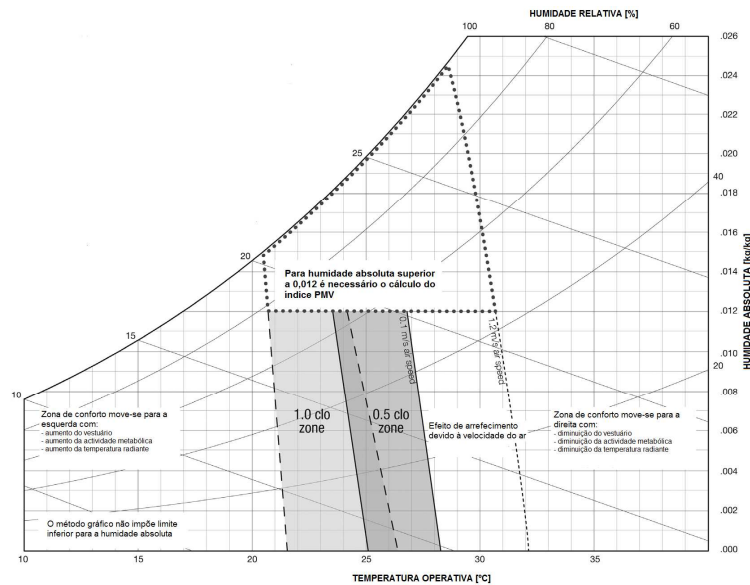 HUMIDADE RELATIVA [%]
100
80
60
.026
.024
.022
.020
.018
.016
.014
.012
.010
.008
.006
.004
.002
.000
40
20
HUMIDADE ABSOLUTA [kg/kg]
25
20
15
10
Para humidade absoluta superior
a 0,012 é necessário o cálculo do
indice PMV
0,1 m/s air speed
1,2 m/s air speed
Zona de conforto move-se para a
esquerda com:
- aumento do vestuário
- aumento da actividade metabólica
- aumento da temperatura radiante
1.0 clo
zone
0.5 clo
zone
Efeito de arrefecimento
devido à velocidade do ar
Zona de conforto move-se para a
direita com:
- diminuição do vestuário
- diminuição da actividade metabólica
- diminuição da temperatura radiante
O método gráfico não impõe limite
inferior para a humidade absoluta
10
15
20
25
30
35
TEMPERATURA OPERATIVA [ºC]